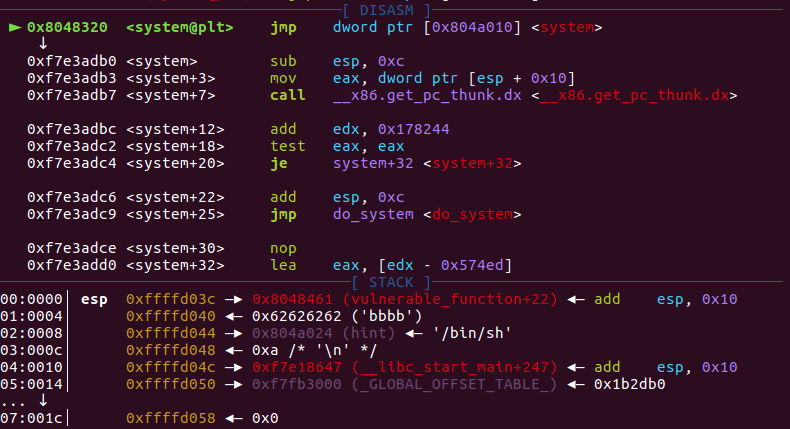 [ DISASM ]
► 0x8048320 <system@plt> jmp dword ptr [0x804a010] <system>
↓
0xf7e3adb0 <system> sub esp, 0xc
0xf7e3adb3 <system+3> mov eax, dword ptr [esp + 0x10]
0xf7e3adb7 <system+7> call __x86.get_pc_thunk.dx <__x86.get_pc_thunk.dx>
0xf7e3adbc <system+12> add edx, 0x178244
0xf7e3adc2 <system+18> test eax, eax
0xf7e3adc4 <system+20> je system+32 <system+32>
0xf7e3adc6 <system+22> add esp, 0xc
0xf7e3adc9 <system+25> jmp do_system <do_system>
0xf7e3adce <system+30> nop
0xf7e3add0 <system+32> lea eax, [edx - 0x574ed]
[ STACK ]
00:0000│ esp 0xffffd03c —▸ 0x8048461 (vulnerable_function+22) ◂— add esp, 0x10
01:0004│ 0xffffd040 ◂— 0x62626262 ('bbbb')
02:0008│ 0xffffd044 —▸ 0x804a024 (hint) ◂— '/bin/sh'
03:000c│ 0xffffd048 ◂— 0xa /* '\n' */
04:0010│ 0xffffd04c —▸ 0xf7e18647 (__libc_start_main+247) ◂— add esp, 0x10
05:0014│ 0xffffd050 —▸ 0xf7fb3000 (_GLOBAL_OFFSET_TABLE_) ◂— 0x1b2db0
... ↓
07:001c│ 0xffffd058 ◂— 0x0